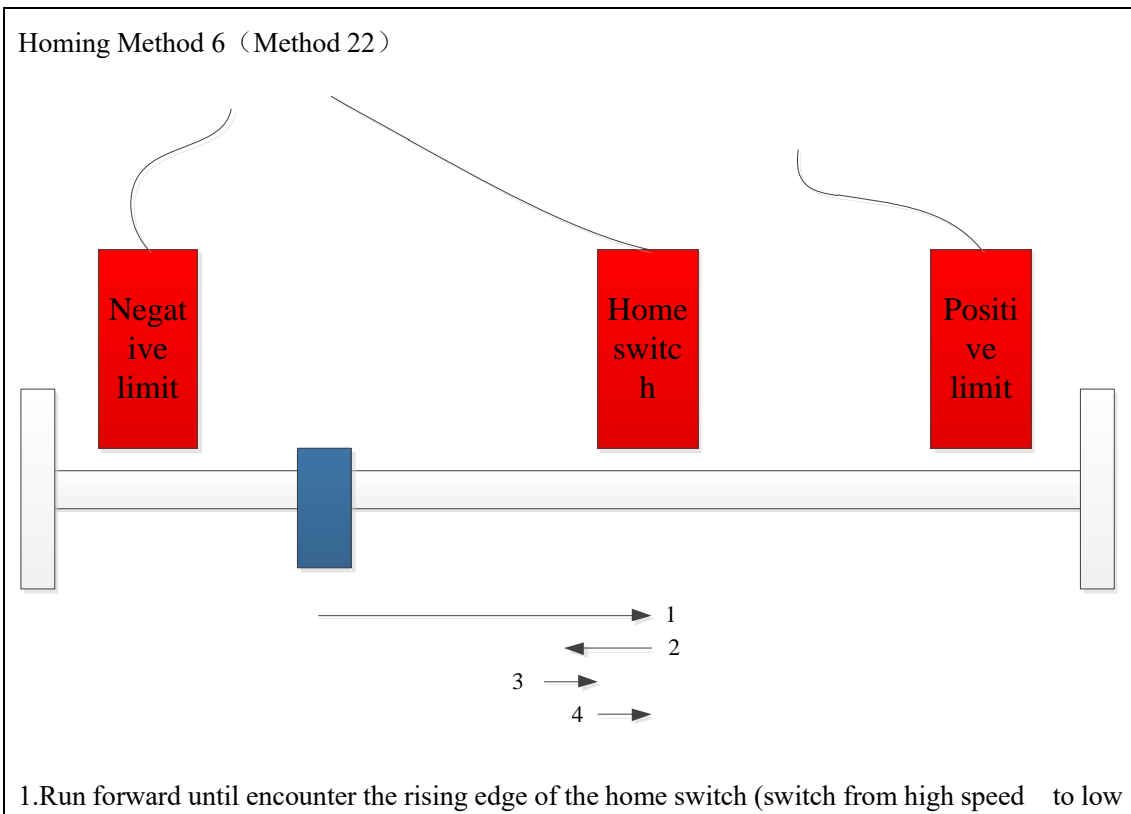 Homing Method 6（Method 22）
Negat
ive
limit
Home
switc
h
Positi
ve
limit
1
2
3
4
1.Run forward until encounter the rising edge of the home switch (switch from high speed to low